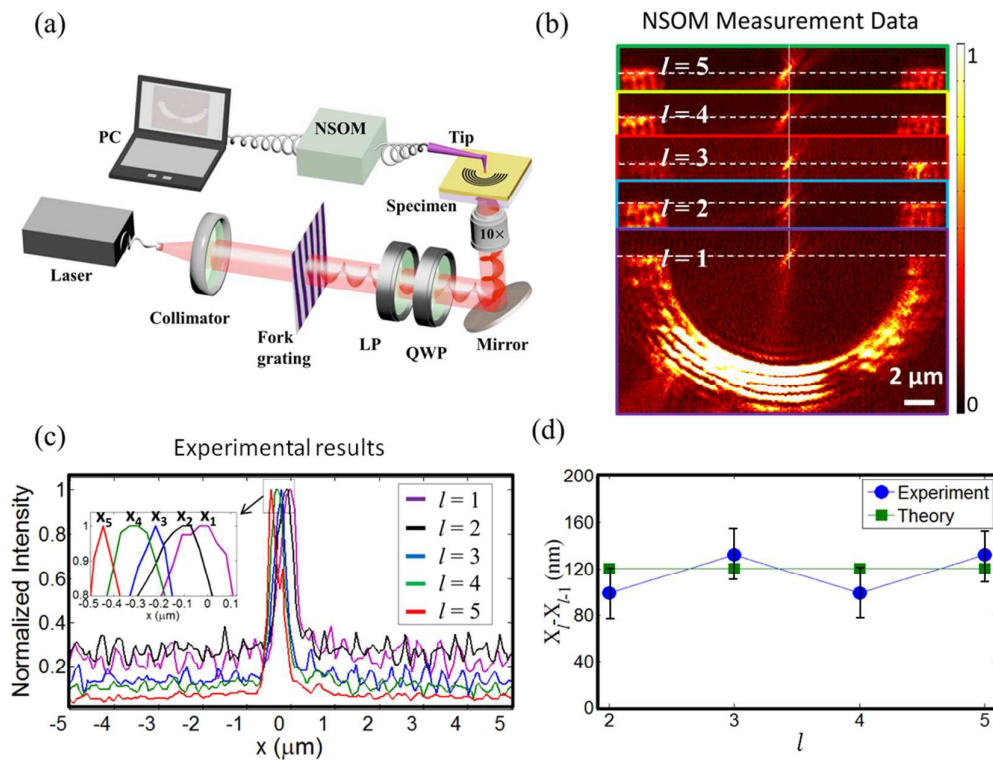 (a)
PC
NSOM
Tip
Specimen
10×
Laser
Collimator
Fork
grating
LP
QWP
Mirror
(b)
NSOM Measurement Data
l = 5
l = 4
l = 3
l = 2
l = 1
2 μm
1
0
(c)
Experimental results
Normalized Intensity
1
0.8
0.6
0.4
0.2
X5 X4 X3 X2 X1
1
0.9
0.8
-0.5 -0.4 -0.3 -0.2 -0.1 0 0.1
x (μm)
l = 1
l = 2
l = 3
l = 4
l = 5
-5 -4 -3 -2 -1 0 1 2 3 4 5
x (μm)
(d)
Xl-Xl-1 (nm)
200
160
120
80
40
0
Experiment
Theory
2 3 4 5
l